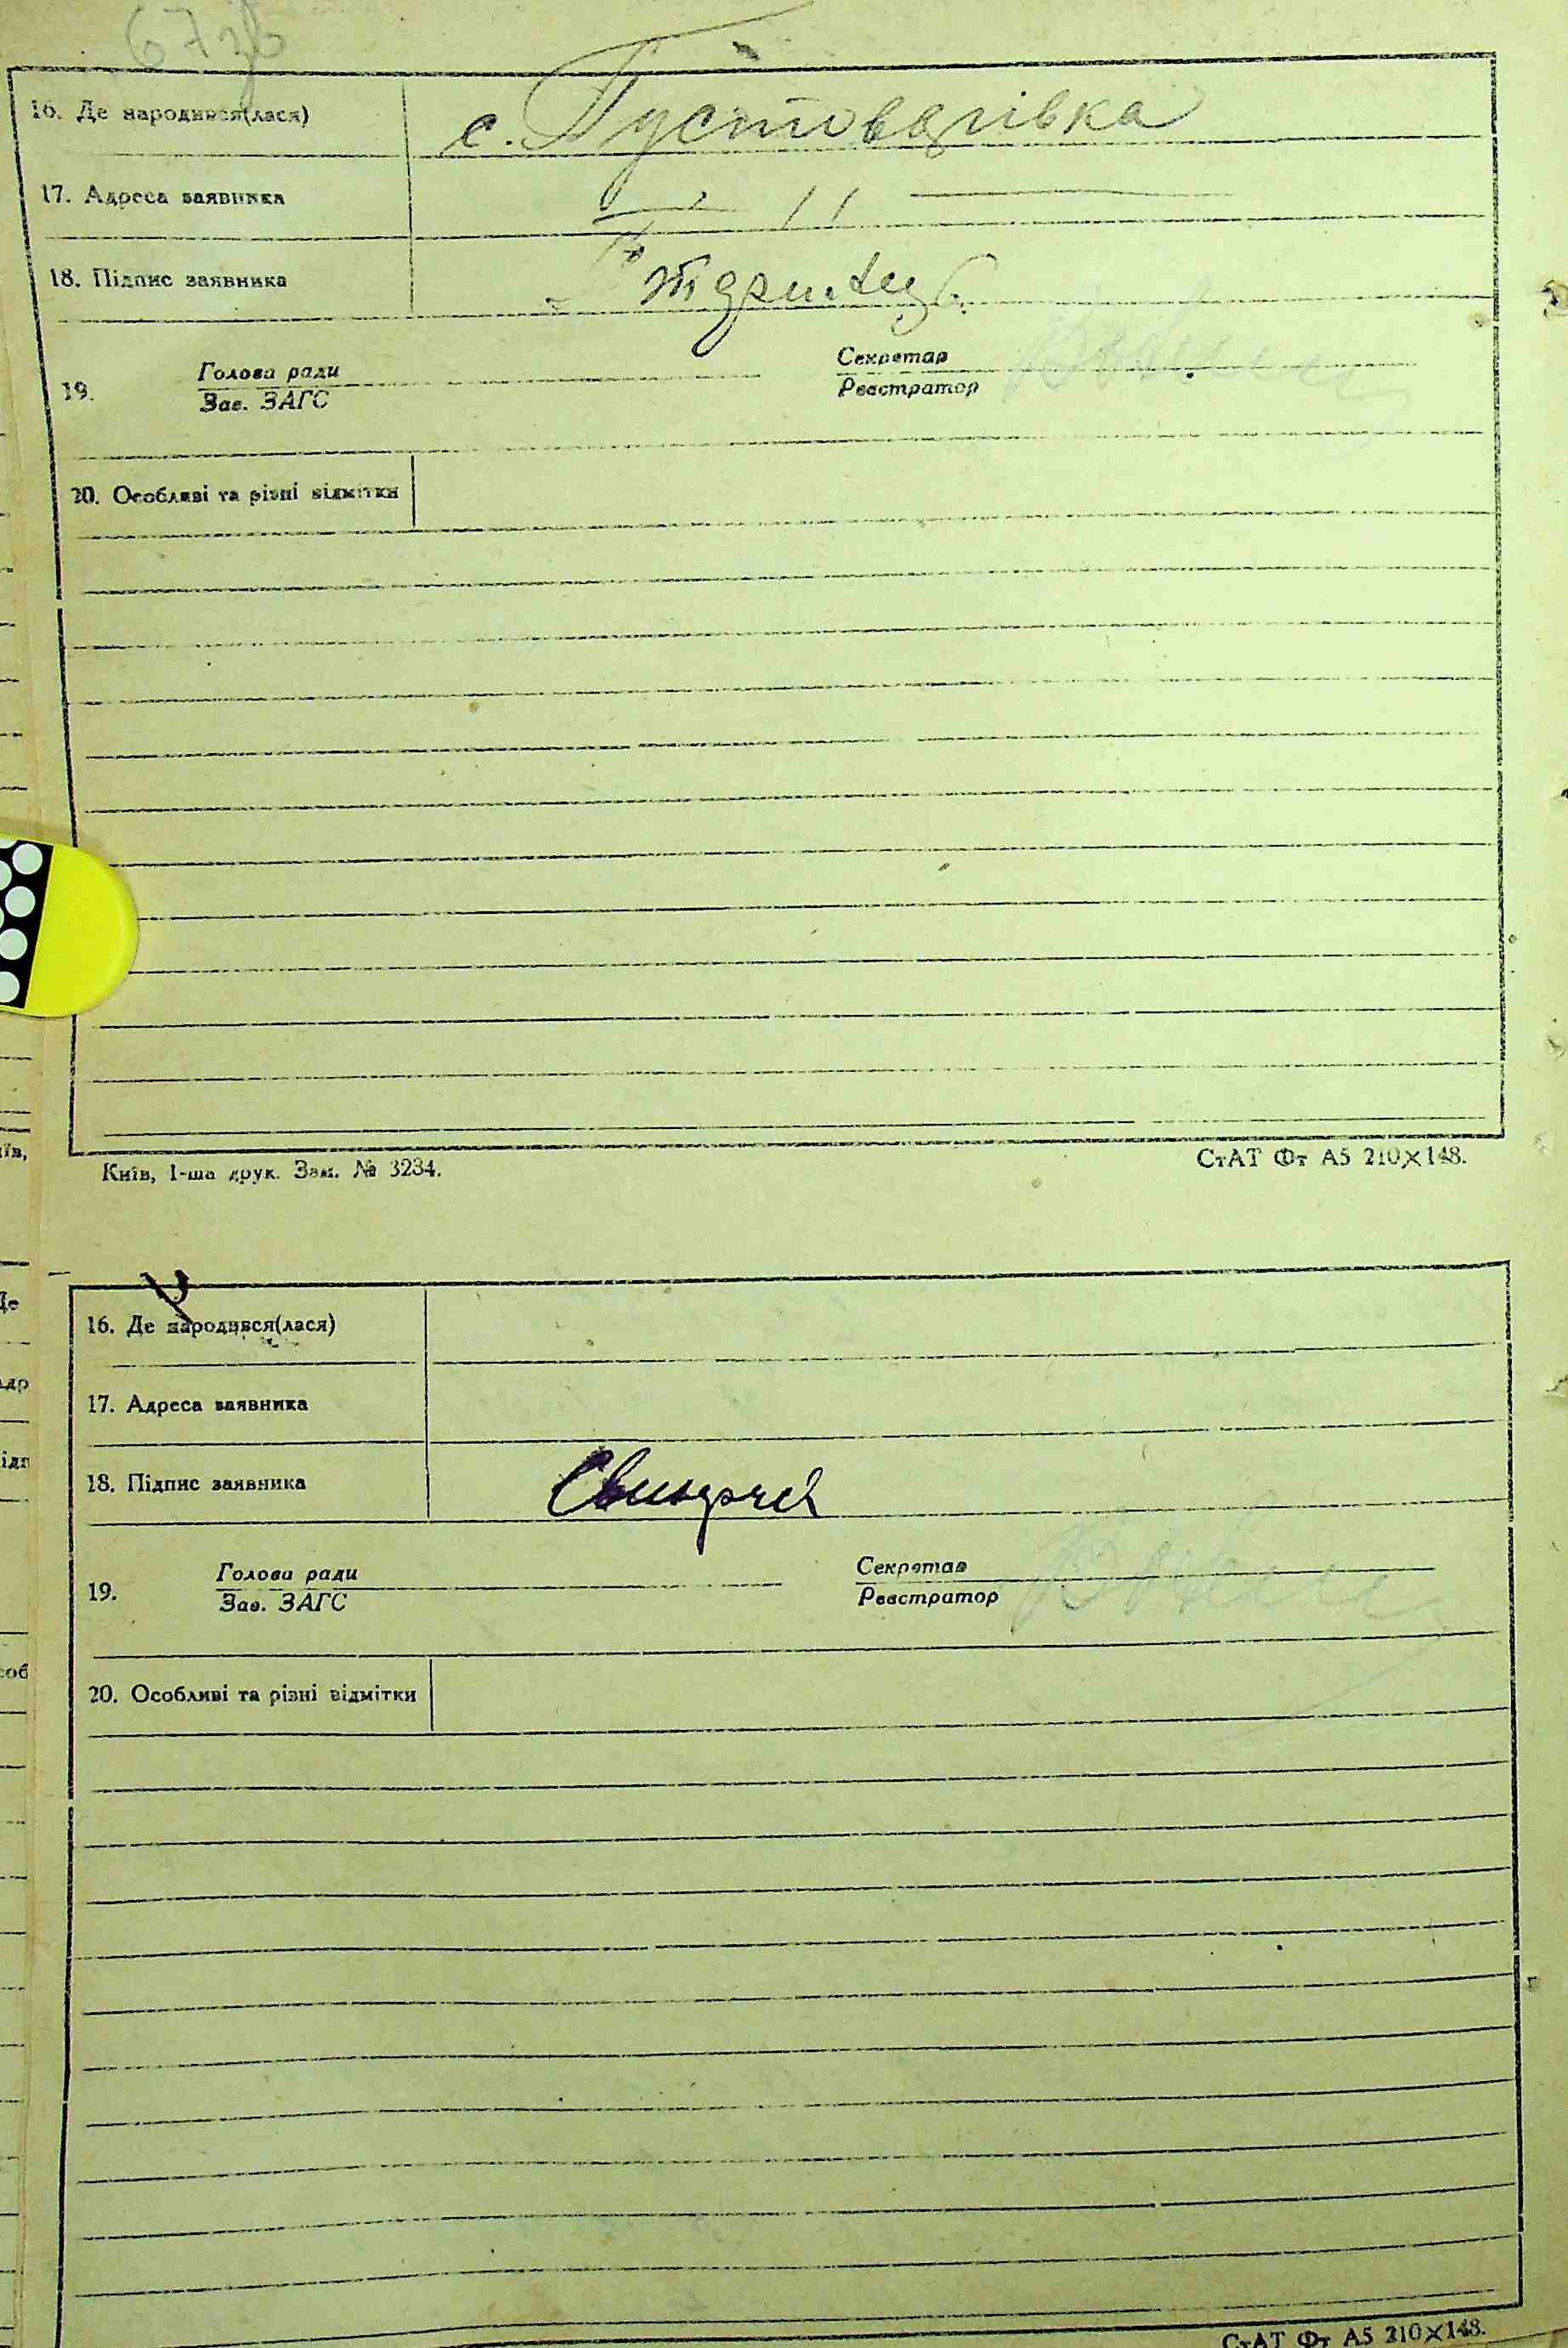 67 зв
16. Де народився(лася) с. Пустоварівка
17. Адреса заявника — " —
18. Підпис заявника
19. Голова ради Секретар
Зав. ЗАГС Реєстратор
20. Особливі та різні відмітки
Київ, 1-ша друк. Зам. № 3234. СтАТ Фт А5 210×148.
16. Де народився(лася)
17. Адреса заявника
18. Підпис заявника
19. Голова ради Секретар
Зав. ЗАГС Реєстратор
20. Особливі та різні відмітки
СтАТ Фт А5 210×148.